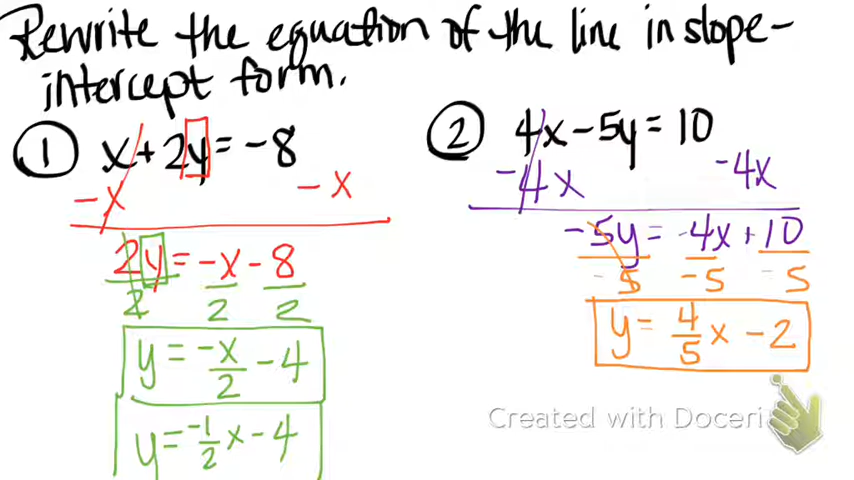 Rewrite the equation of the line in slope-
intercept form.
① x + 2y = -8
-x -x
2y = -x - 8
2 2 2
y = -x/2 - 4
y = -1/2 x - 4
② 4x - 5y = 10
-4x -4x
-5y = -4x + 10
-5 -5 -5
y = 4/5 x - 2
Created with Doceri